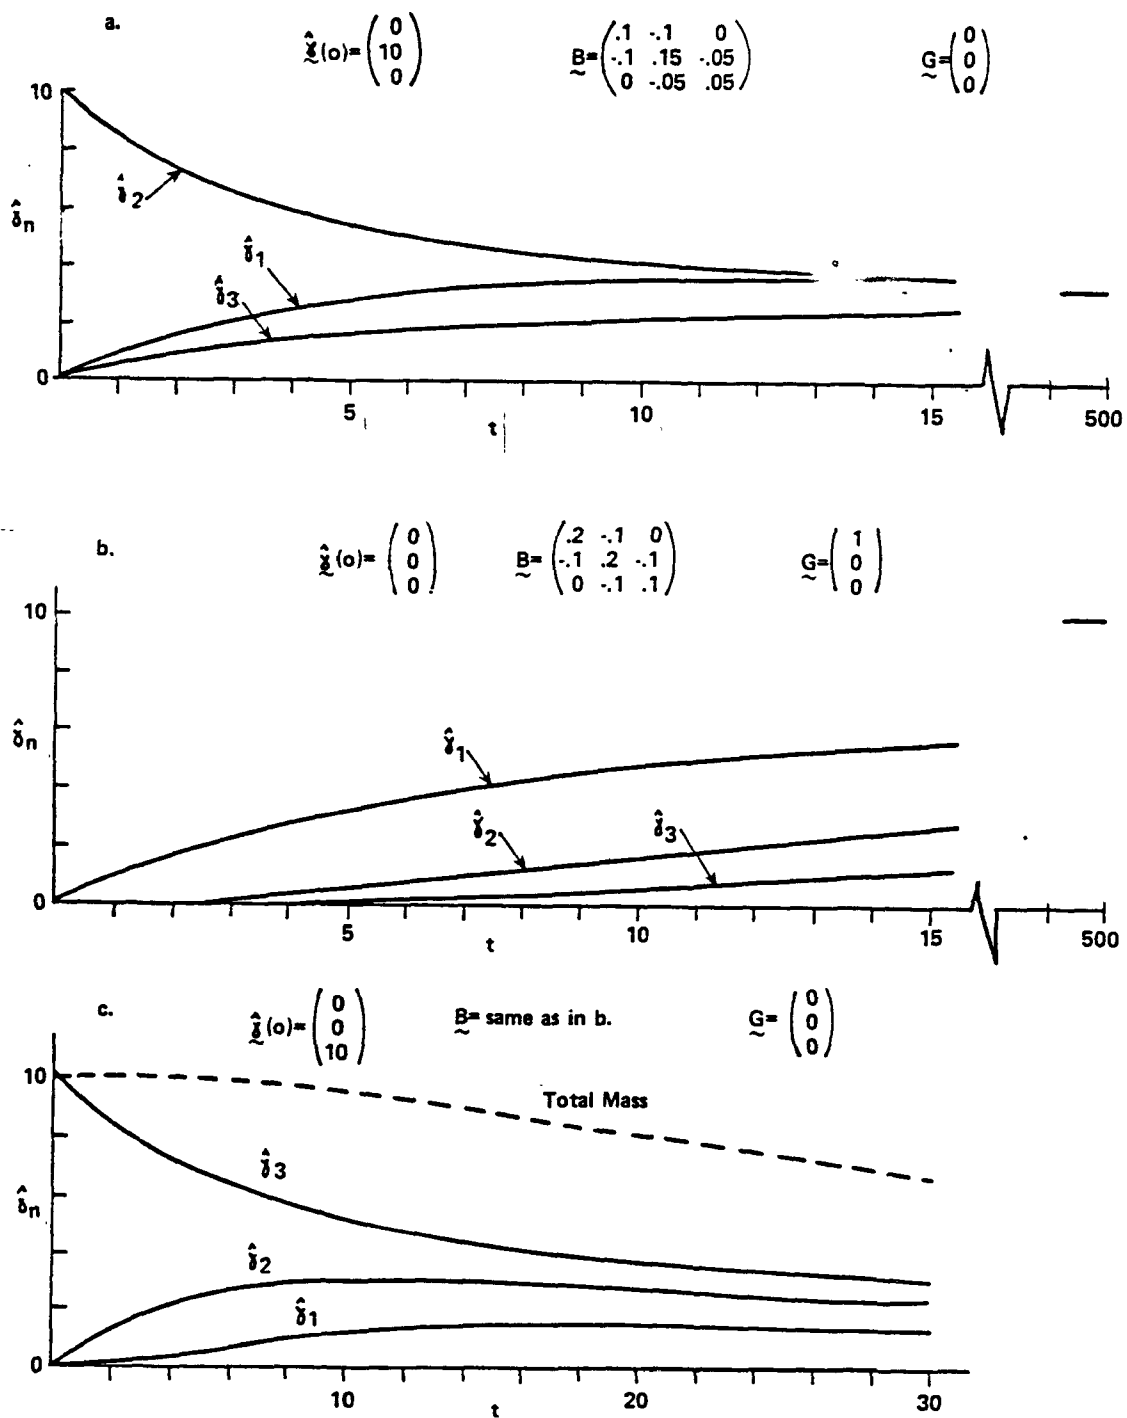 a.
γ̂(o)= (0 10 0) B= (.1 -.1 0 -.1 .15 -.05 0 -.05 .05) G= (0 0 0)
10
γ̂2
γ̂n
γ̂1
γ̂3
0
5 10 15 500
t
b.
γ̂(o)= (0 0 0) B= (.2 -.1 0 -.1 .2 -.1 0 -.1 .1) G= (1 0 0)
10
γ̂n
γ̂1
γ̂2 γ̂3
0
5 10 15 500
t
c.
γ̂(o)= (0 0 10) B= same as in b. G= (0 0 0)
10
Total Mass
γ̂3
γ̂n
γ̂2
γ̂1
0
10 20 30
t